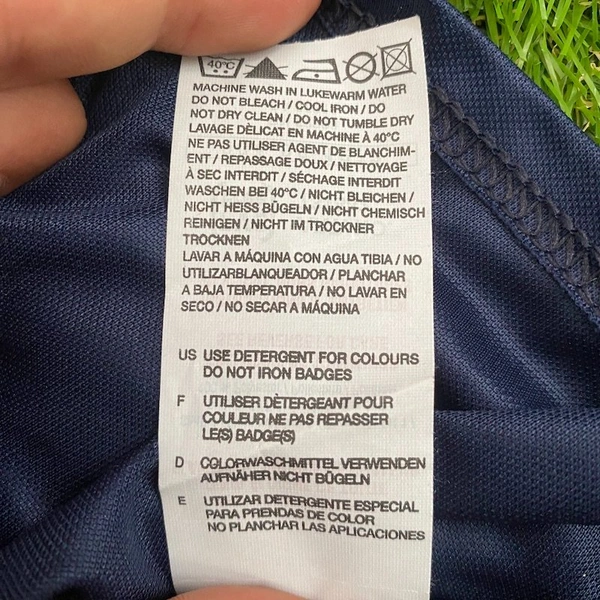 40°C
MACHINE WASH IN LUKEWARM WATER
DO NOT BLEACH / COOL IRON / DO
NOT DRY CLEAN / DO NOT TUMBLE DRY
LAVAGE DÈLICAT EN MACHINE À 40°C
NE PAS UTILISER AGENT DE BLANCHIM-
ENT / REPASSAGE DOUX / NETTOYAGE
À SEC INTERDIT / SÉCHAGE INTERDIT
WASCHEN BEI 40°C / NICHT BLEICHEN /
NICHT HEISS BÜGELN / NICHT CHEMISCH
REINIGEN / NICHT IM TROCKNER
TROCKNEN
LAVAR A MÁQUINA CON AGUA TIBIA / NO
UTILIZARBLANQUEADOR / PLANCHAR
A BAJA TEMPERATURA / NO LAVAR EN
SECO / NO SECAR A MÁQUINA
US USE DETERGENT FOR COLOURS
DO NOT IRON BADGES
F UTILISER DÈTERGEANT POUR
COULEUR NE PAS REPASSER
LE(S) BADGE(S)
D COLORWASCHMITTEL VERWENDEN
AUFNÄHER NICHT BÜGELN
E UTILIZAR DETERGENTE ESPECIAL
PARA PRENDAS DE COLOR
NO PLANCHAR LAS APLICACIONES